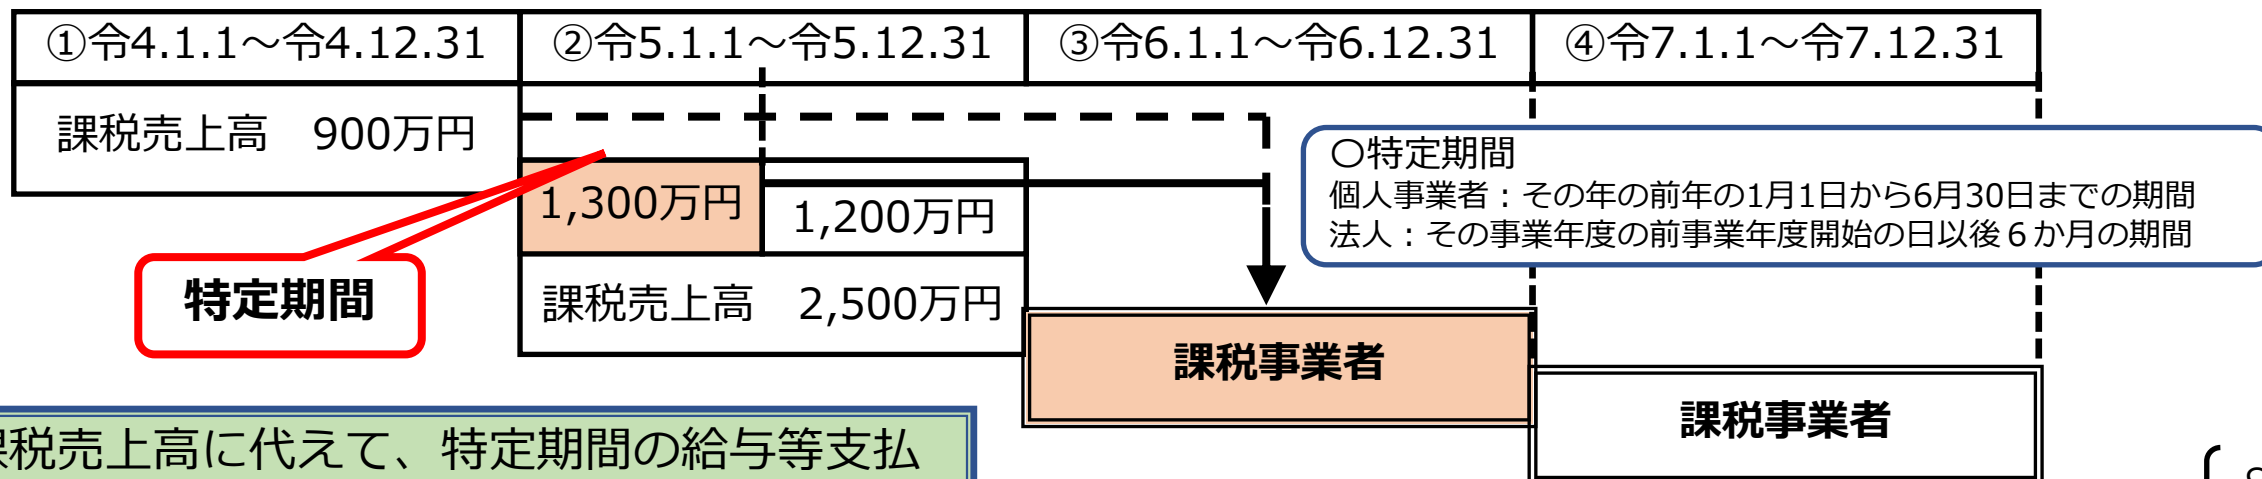 ①令4.1.1～令4.12.31
②令5.1.1～令5.12.31
③令6.1.1～令6.12.31
④令7.1.1～令7.12.31
課税売上高　900万円
1,300万円
1,200万円
課税売上高　2,500万円
特定期間
〇特定期間
個人事業者：その年の前年の1月1日から6月30日までの期間
法人：その事業年度の前事業年度開始の日以後６か月の期間
課税事業者
課税事業者
課税売上高に代えて、特定期間の給与等支払